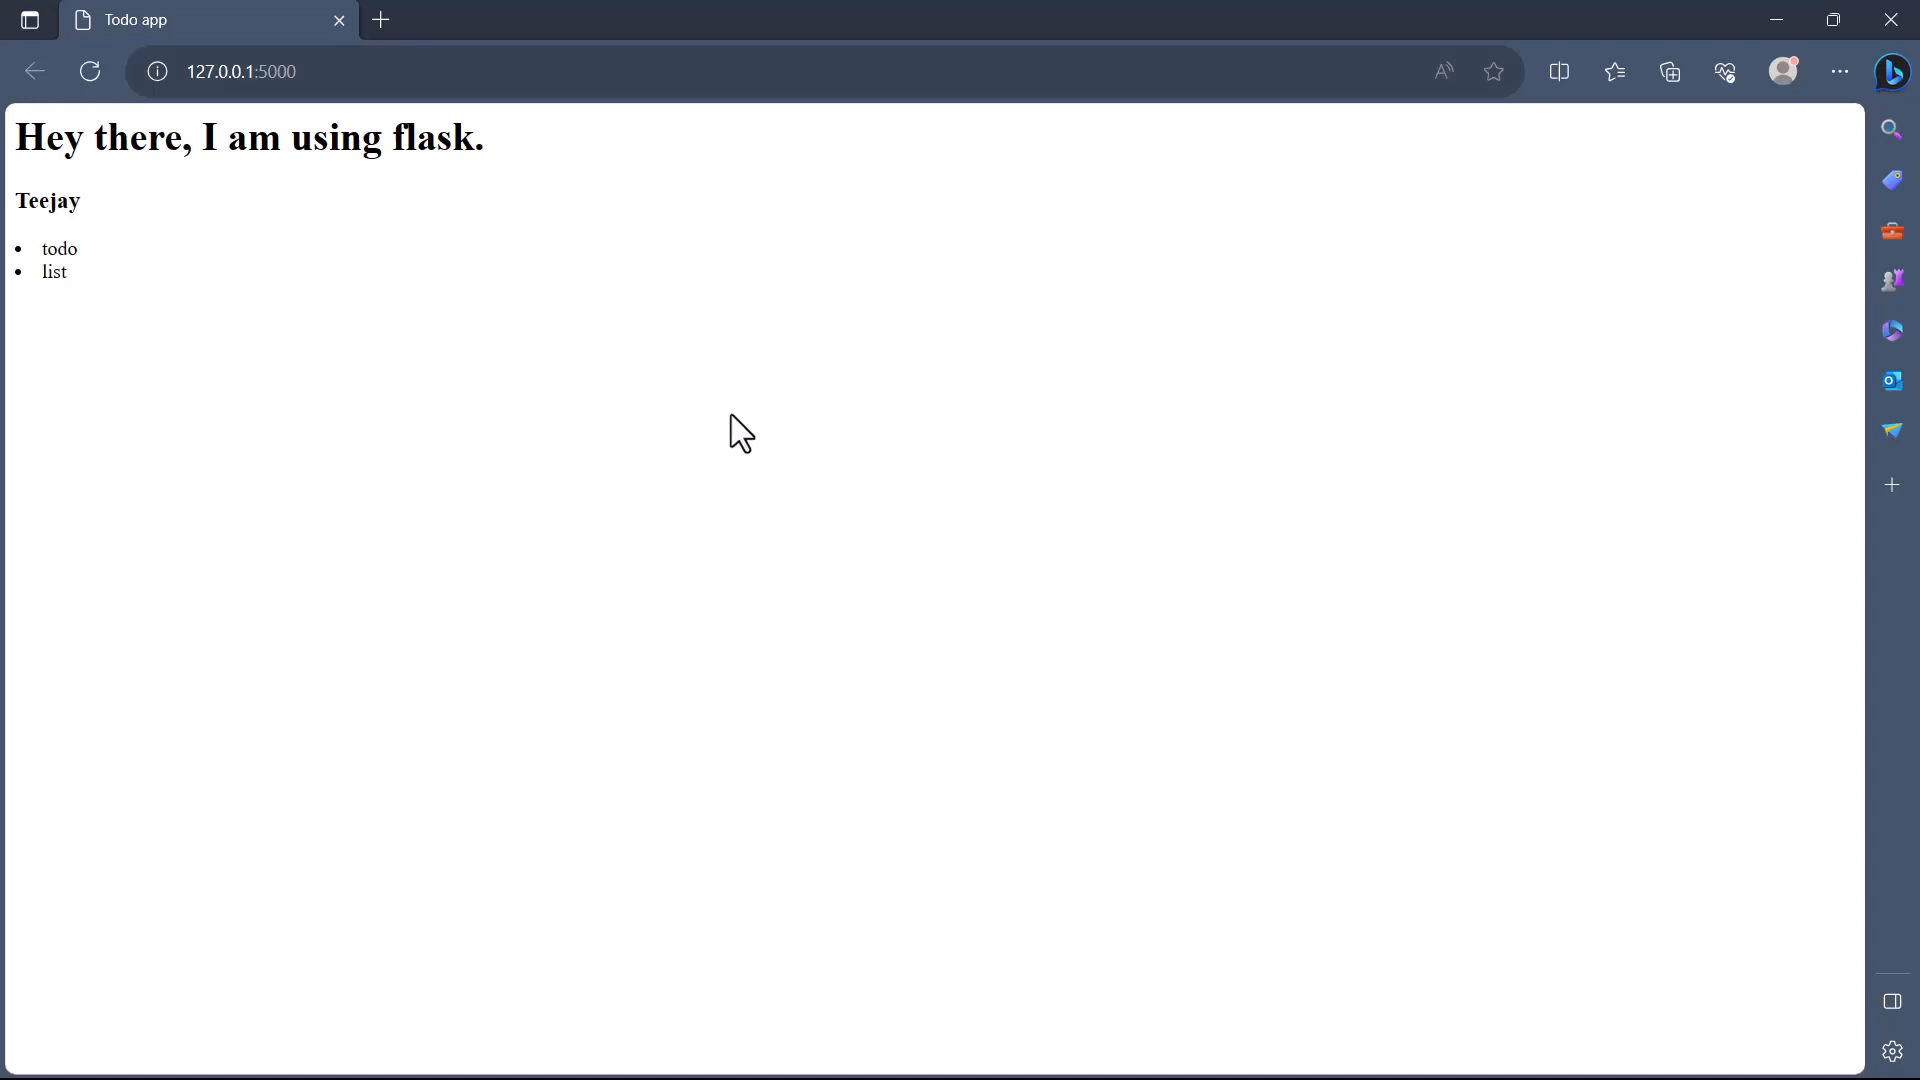 Todo app
127.0.0.1:5000
Hey there, I am using flask.
Teejay
• todo
• list